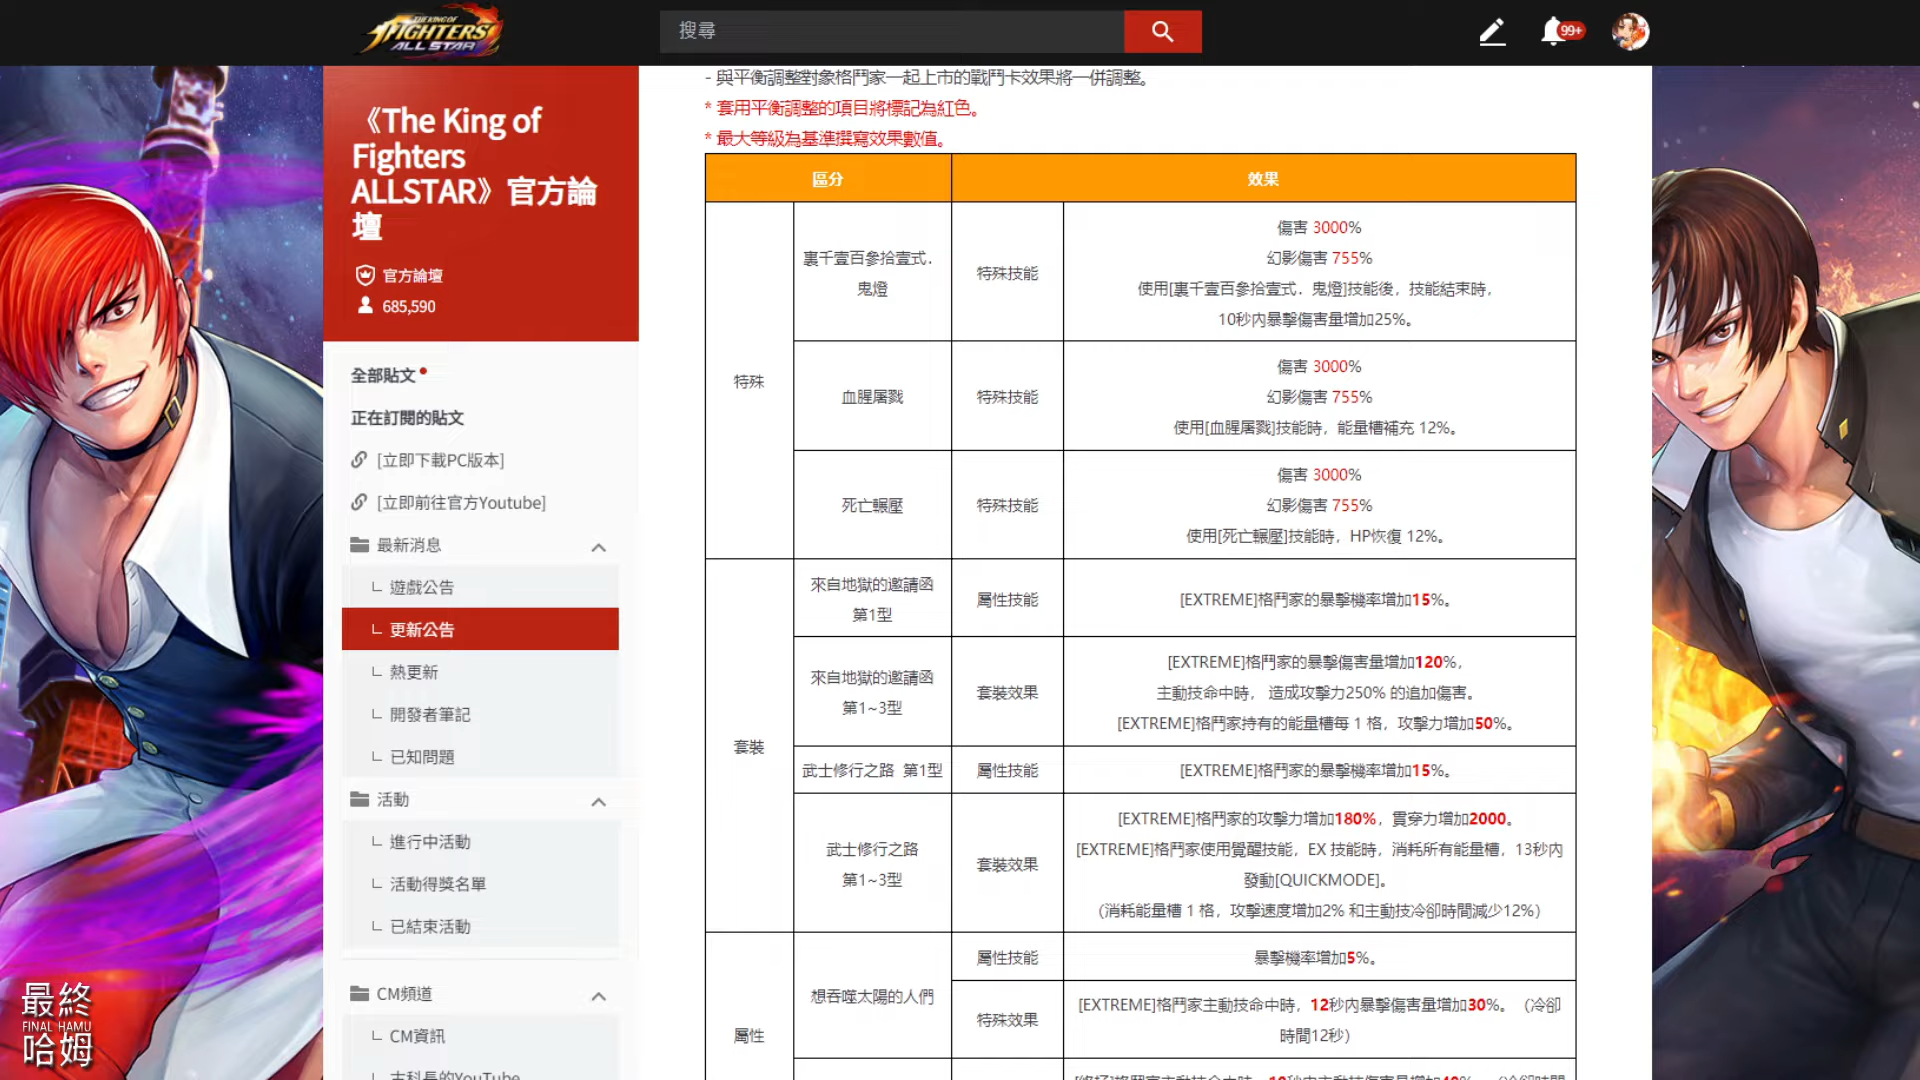 THE KING OF
FIGHTERS
ALL STAR
搜尋
99+
《The King of
Fighters
ALLSTAR》官方論
壇
官方論壇
685,590
全部貼文
正在訂閱的貼文
[立即下載PC版本]
[立即前往官方Youtube]
最新消息
遊戲公告
更新公告
熱更新
開發者筆記
已知問題
活動
進行中活動
活動得獎名單
已結束活動
CM頻道
CM資訊
古科長的YouTube
- 與平衡調整對象格鬥家一起上市的戰鬥卡效果將一併調整。
* 套用平衡調整的項目將標記為紅色。
* 最大等級為基準撰寫效果數值。
區分
效果
特殊
裏千壹百參拾壹式.
鬼燈
特殊技能
傷害 3000%
幻影傷害 755%
使用[裏千壹百參拾壹式. 鬼燈]技能後，技能結束時，
10秒內暴擊傷害量增加25%。
血腥屠戮
特殊技能
傷害 3000%
幻影傷害 755%
使用[血腥屠戮]技能時，能量槽補充 12%。
死亡輾壓
特殊技能
傷害 3000%
幻影傷害 755%
使用[死亡輾壓]技能時，HP恢復 12%。
套裝
來自地獄的邀請函
第1型
屬性技能
[EXTREME]格鬥家的暴擊機率增加15%。
來自地獄的邀請函
第1~3型
套裝效果
[EXTREME]格鬥家的暴擊傷害量增加120%，
主動技命中時， 造成攻擊力250% 的追加傷害。
[EXTREME]格鬥家持有的能量槽每 1 格，攻擊力增加50%。
武士修行之路 第1型
屬性技能
[EXTREME]格鬥家的暴擊機率增加15%。
武士修行之路
第1~3型
套裝效果
[EXTREME]格鬥家的攻擊力增加180%，貫穿力增加2000。
[EXTREME]格鬥家使用覺醒技能，EX 技能時，消耗所有能量槽，13秒內
發動[QUICKMODE]。
（消耗能量槽 1 格，攻擊速度增加2% 和主動技冷卻時間減少12%）
屬性
想吞噬太陽的人們
屬性技能
暴擊機率增加5%。
特殊效果
[EXTREME]格鬥家主動技命中時，12秒內暴擊傷害量增加30%。（冷卻
時間12秒）
最終
FINAL HAMU
哈姆